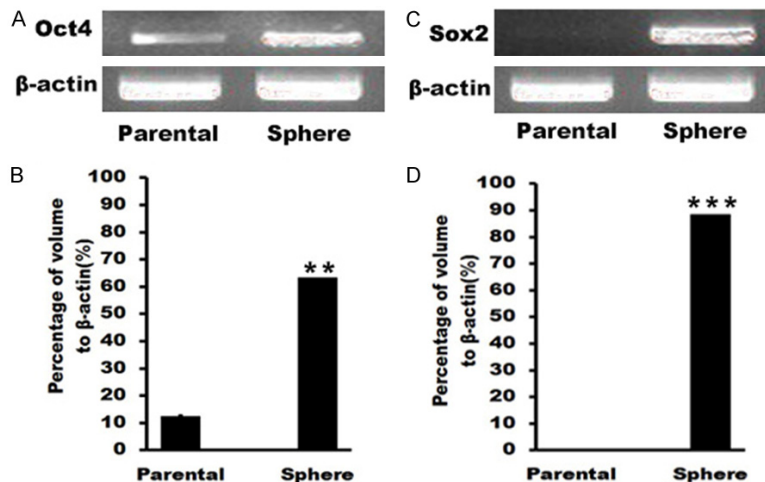 A
Oct4
β-actin
Parental Sphere
B
Percentage of volume
to β-actin(%)
100
90
80
70
60
50
40
30
20
10
0
**
Parental Sphere
C
Sox2
β-actin
Parental Sphere
D
Percentage of volume
to β-actin(%)
100
90
80
70
60
50
40
30
20
10
0
***
Parental Sphere